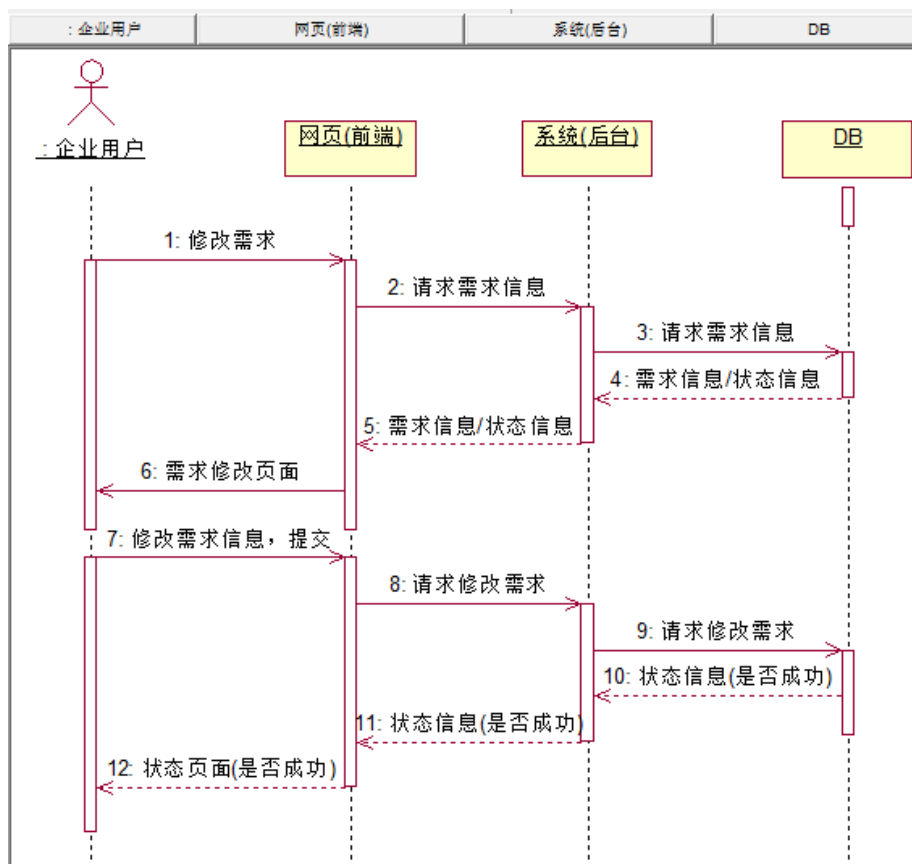 : 企业用户
网页(前端)
系统(后台)
DB
: 企业用户
网页(前端)
系统(后台)
DB
1: 修改需求
2: 请求需求信息
3: 请求需求信息
4: 需求信息/状态信息
5: 需求信息/状态信息
6: 需求修改页面
7: 修改需求信息，提交
8: 请求修改需求
9: 请求修改需求
10: 状态信息(是否成功)
11: 状态信息(是否成功)
12: 状态页面(是否成功)